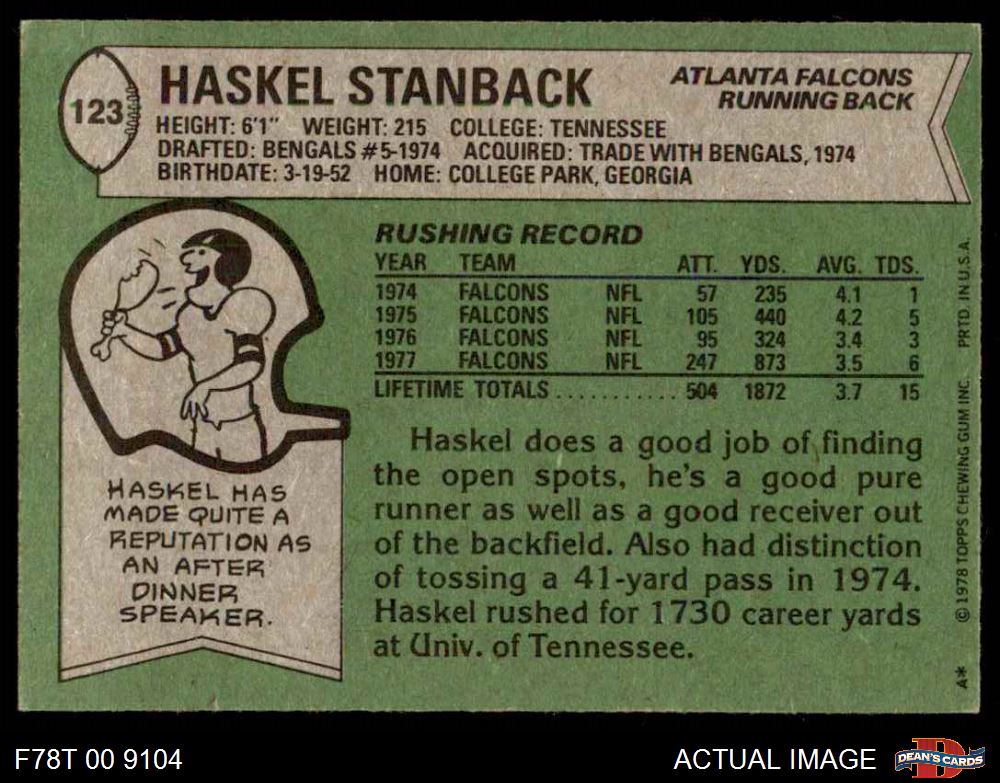 123
HASKEL STANBACK
ATLANTA FALCONS
RUNNING BACK
HEIGHT: 6'1" WEIGHT: 215 COLLEGE: TENNESSEE
DRAFTED: BENGALS #5-1974 ACQUIRED: TRADE WITH BENGALS, 1974
BIRTHDATE: 3-19-52 HOME: COLLEGE PARK, GEORGIA
RUSHING RECORD
YEAR TEAM ATT. YDS. AVG. TDS.
1974 FALCONS NFL 57 235 4.1 1
1975 FALCONS NFL 105 440 4.2 5
1976 FALCONS NFL 95 324 3.4 3
1977 FALCONS NFL 247 873 3.5 6
LIFETIME TOTALS ........... 504 1872 3.7 15
Haskel does a good job of finding
the open spots, he's a good pure
runner as well as a good receiver out
of the backfield. Also had distinction
of tossing a 41-yard pass in 1974.
Haskel rushed for 1730 career yards
at Univ. of Tennessee.
HASKEL HAS
MADE QUITE A
REPUTATION AS
AN AFTER
DINNER
SPEAKER.
A* ©1978 TOPPS CHEWING GUM INC. PRTD. IN U.S.A.
F78T 00 9104
ACTUAL IMAGE
D
DEAN'S CARDS